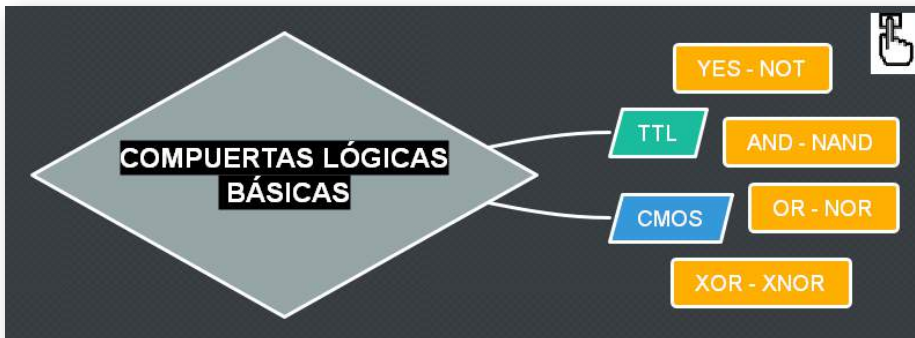 COMPUERTAS LÓGICAS
BÁSICAS
YES - NOT
TTL
AND - NAND
CMOS
OR - NOR
XOR - XNOR